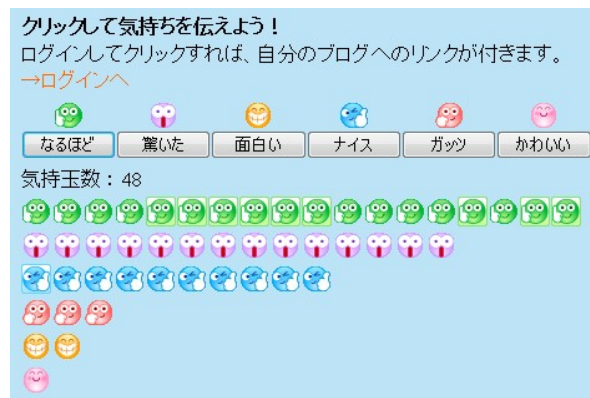 クリックして気持ちを伝えよう!
ログインしてクリックすれば、自分のブログへのリンクが付きます。
→ログインへ
なるほど 驚いた 面白い ナイス ガッツ かわいい
気持玉数:48